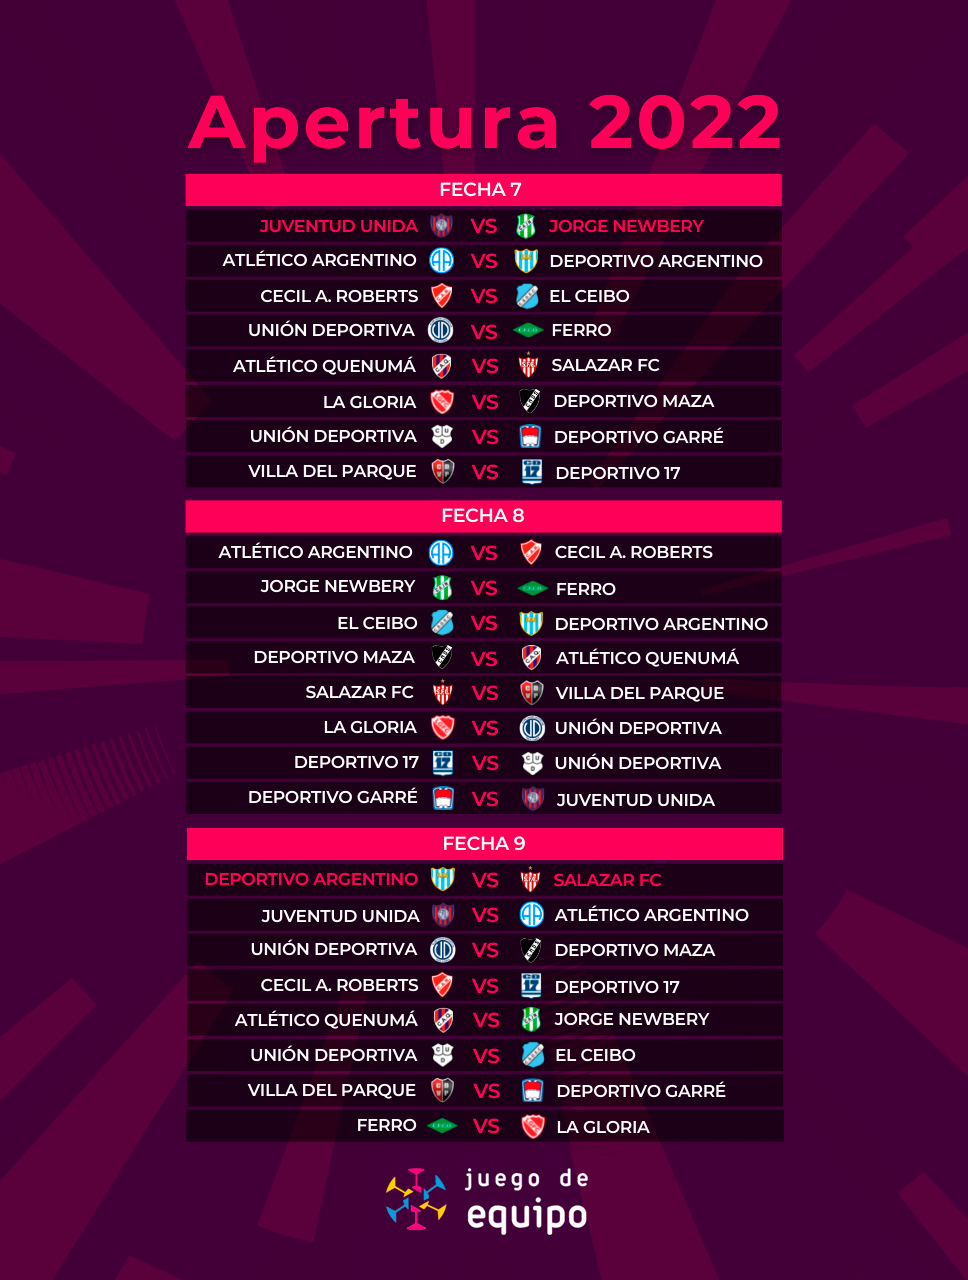 Apertura 2022
FECHA 7
JUVENTUD UNIDA VS JORGE NEWBERY
ATLÉTICO ARGENTINO VS DEPORTIVO ARGENTINO
CECIL A. ROBERTS VS EL CEIBO
UNIÓN DEPORTIVA VS FERRO
ATLÉTICO QUENUMÁ VS SALAZAR FC
LA GLORIA VS DEPORTIVO MAZA
UNIÓN DEPORTIVA VS DEPORTIVO GARRÉ
VILLA DEL PARQUE VS DEPORTIVO 17
FECHA 8
ATLÉTICO ARGENTINO VS CECIL A. ROBERTS
JORGE NEWBERY VS FERRO
EL CEIBO VS DEPORTIVO ARGENTINO
DEPORTIVO MAZA VS ATLÉTICO QUENUMÁ
SALAZAR FC VS VILLA DEL PARQUE
LA GLORIA VS UNIÓN DEPORTIVA
DEPORTIVO 17 VS UNIÓN DEPORTIVA
DEPORTIVO GARRÉ VS JUVENTUD UNIDA
FECHA 9
DEPORTIVO ARGENTINO VS SALAZAR FC
JUVENTUD UNIDA VS ATLÉTICO ARGENTINO
UNIÓN DEPORTIVA VS DEPORTIVO MAZA
CECIL A. ROBERTS VS DEPORTIVO 17
ATLÉTICO QUENUMÁ VS JORGE NEWBERY
UNIÓN DEPORTIVA VS EL CEIBO
VILLA DEL PARQUE VS DEPORTIVO GARRÉ
FERRO VS LA GLORIA
juego de
equipo